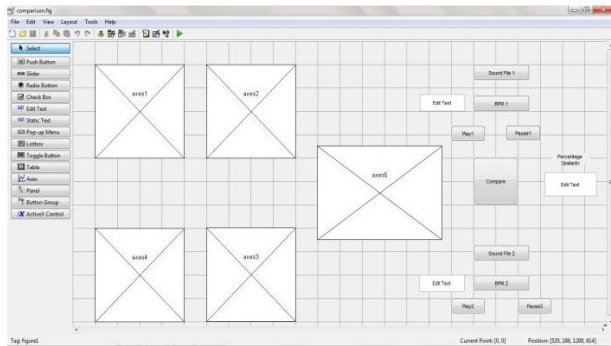 comparison.fig
File Edit View Layout Tools Help
Select
Push Button
Slider
Radio Button
Check Box
Edit Text
Static Text
Pop-up Menu
Listbox
Toggle Button
Table
Axes
Panel
Button Group
ActiveX Control
axes1
axes2
Sound File 1
Edit Text
BPM 1
Play1
Pause1
axes5
Percentage
Similarity
Compare
Edit Text
axes4
axes3
Sound File 2
Edit Text
BPM 2
Play2
Pause2
Tag: figure1
Current Point: [0, 0]
Position: [520, 186, 1200, 614]